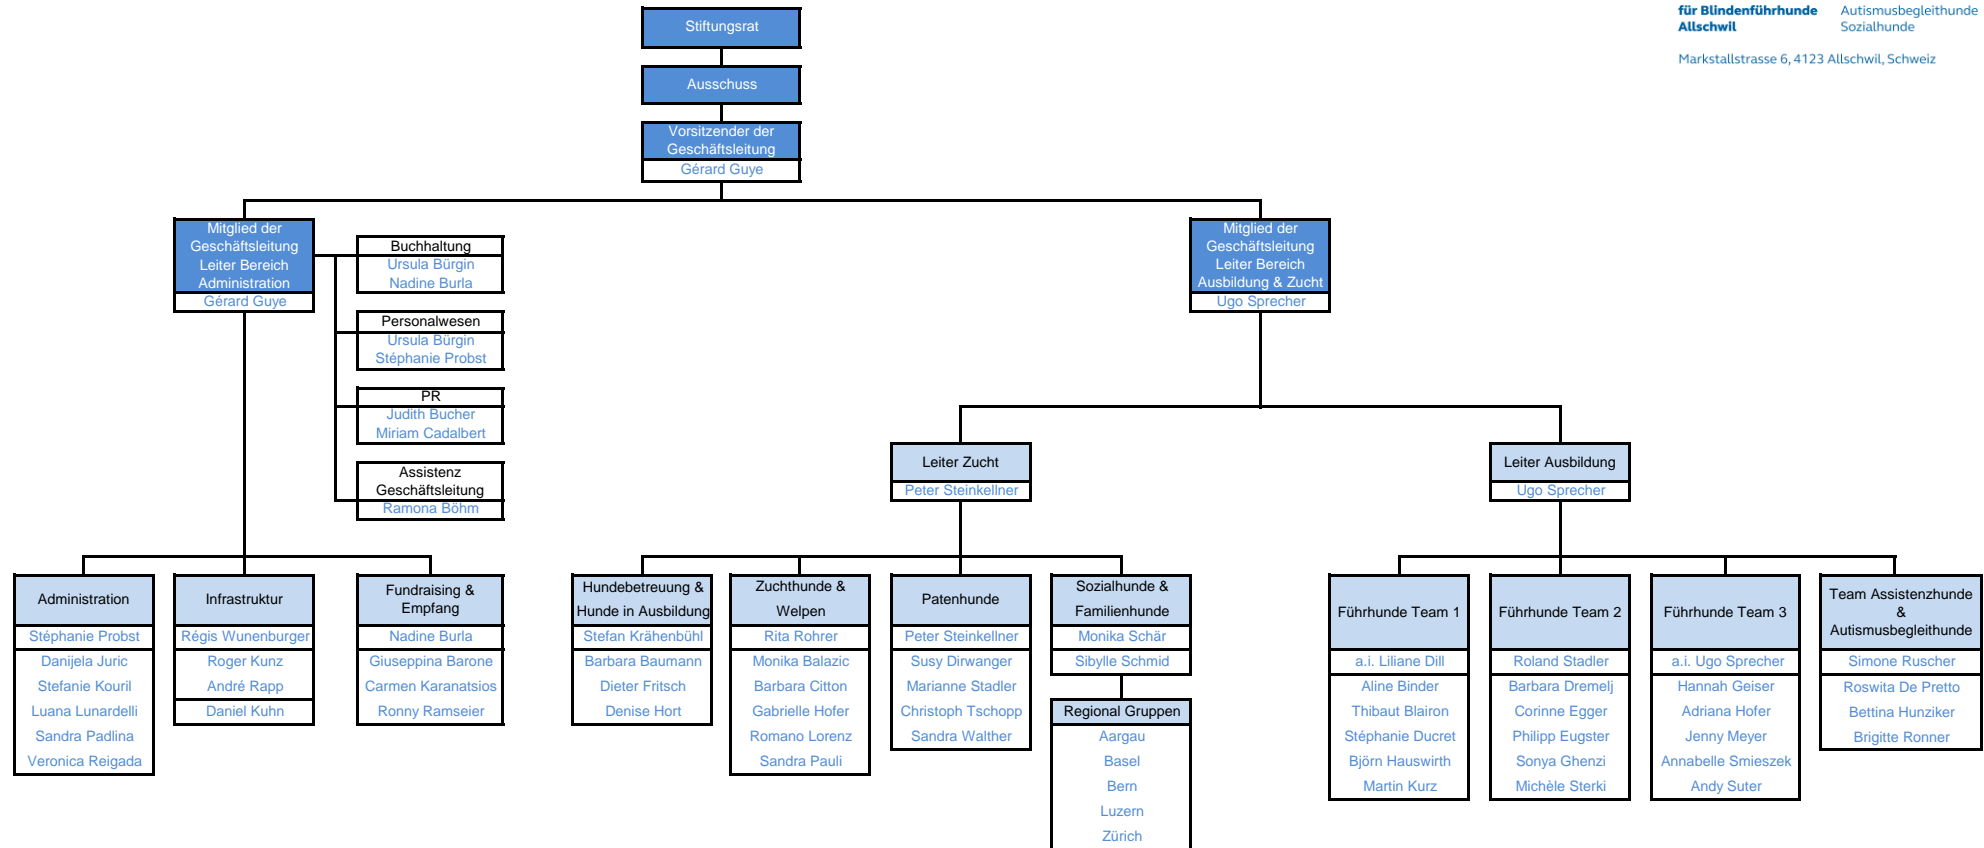 für Blindenführhunde
Allschwil
Autismusbegleithunde
Sozialhunde
Markstallstrasse 6, 4123 Allschwil, Schweiz
Stiftungsrat
Ausschuss
Vorsitzender der
Geschäftsleitung
Gérard Guye
Mitglied der
Geschäftsleitung
Leiter Bereich
Administration
Gérard Guye
Buchhaltung
Ursula Bürgin
Nadine Burla
Personalwesen
Ursula Bürgin
Stéphanie Probst
PR
Judith Bucher
Miriam Cadalbert
Assistenz
Geschäftsleitung
Ramona Böhm
Mitglied der
Geschäftsleitung
Leiter Bereich
Ausbildung & Zucht
Ugo Sprecher
Leiter Zucht
Peter Steinkellner
Leiter Ausbildung
Ugo Sprecher
Administration
Stéphanie Probst
Danijela Juric
Stefanie Kouril
Luana Lunardelli
Sandra Padlina
Veronica Reigada
Infrastruktur
Régis Wunenburger
Roger Kunz
André Rapp
Daniel Kuhn
Fundraising &
Empfang
Nadine Burla
Giuseppina Barone
Carmen Karanatsios
Ronny Ramseier
Hundebetreuung &
Hunde in Ausbildung
Stefan Krähenbühl
Barbara Baumann
Dieter Fritsch
Denise Hort
Zuchthunde &
Welpen
Rita Rohrer
Monika Balazic
Barbara Citton
Gabrielle Hofer
Romano Lorenz
Sandra Pauli
Patenhunde
Peter Steinkellner
Susy Dirwanger
Marianne Stadler
Christoph Tschopp
Sandra Walther
Sozialhunde &
Familienhunde
Monika Schär
Sibylle Schmid
Regional Gruppen
Aargau
Basel
Bern
Luzern
Zürich
Führhunde Team 1
a.i. Liliane Dill
Aline Binder
Thibaut Blairon
Stéphanie Ducret
Björn Hauswirth
Martin Kurz
Führhunde Team 2
Roland Stadler
Barbara Dremelj
Corinne Egger
Philipp Eugster
Sonya Ghenzi
Michèle Sterki
Führhunde Team 3
a.i. Ugo Sprecher
Hannah Geiser
Adriana Hofer
Jenny Meyer
Annabelle Smieszek
Andy Suter
Team Assistenzhunde
&
Autismusbegleithunde
Simone Ruscher
Roswita De Pretto
Bettina Hunziker
Brigitte Ronner